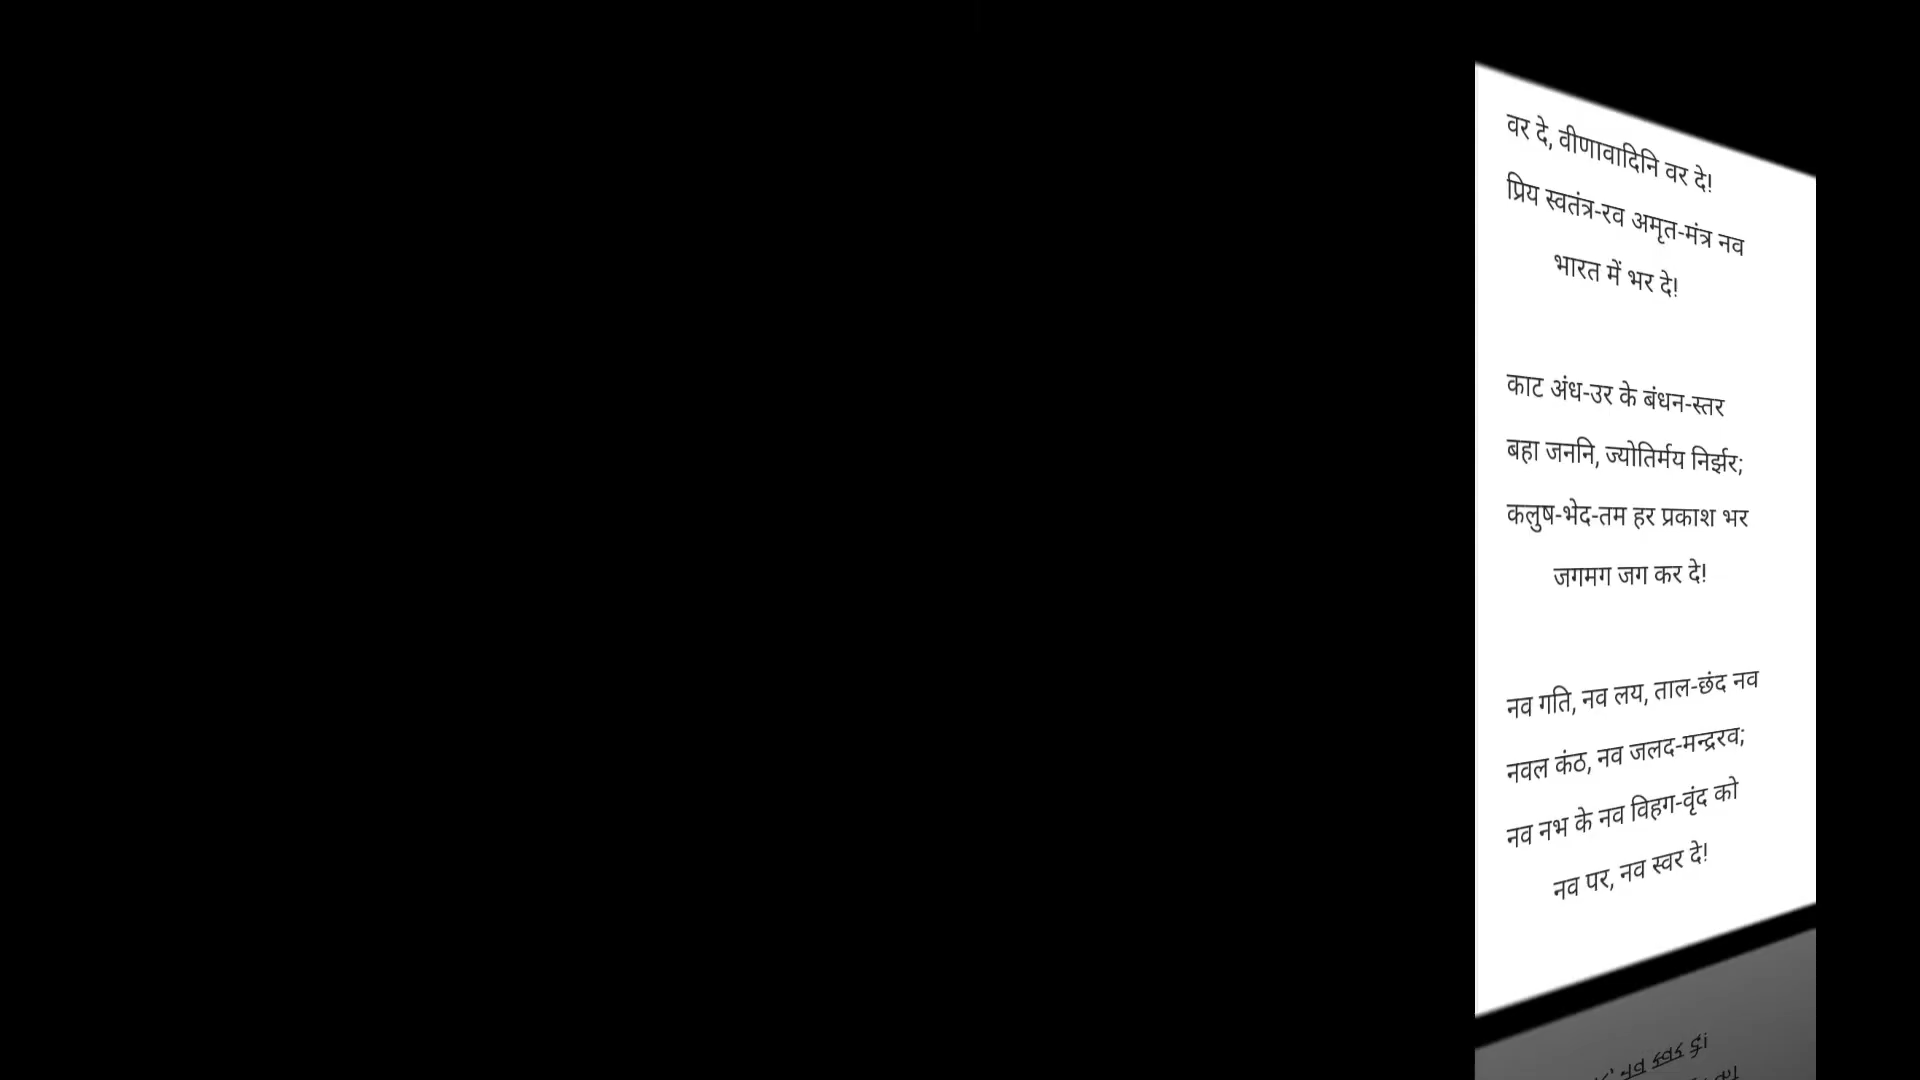 वर दे, वीणावादिनि वर दे!
प्रिय स्वतंत्र-रव अमृत-मंत्र नव
भारत में भर दे!
काट अंध-उर के बंधन-स्तर
बहा जननि, ज्योतिर्मय निर्झर;
कलुष-भेद-तम हर प्रकाश भर
जगमग जग कर दे!
नव गति, नव लय, ताल-छंद नव
नवल कंठ, नव जलद-मन्द्ररव;
नव नभ के नव विहग-वृंद को
नव पर, नव स्वर दे!